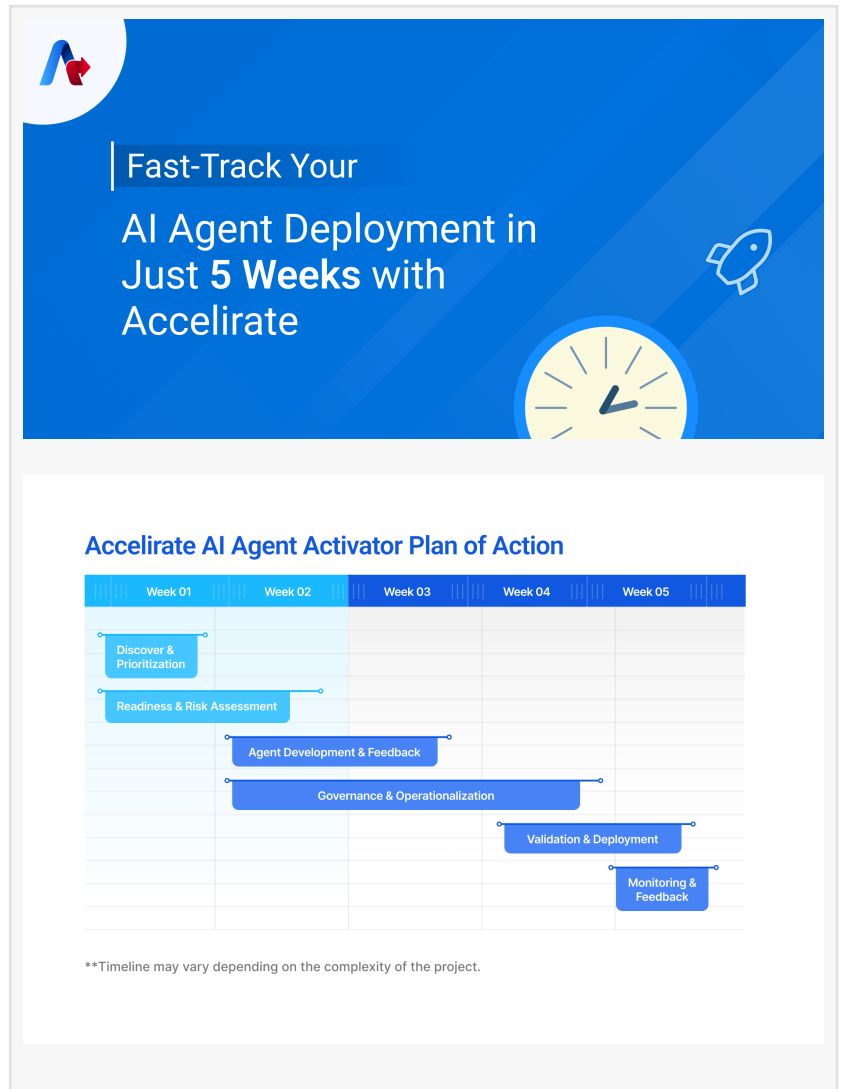 Fast-Track Your
AI Agent Deployment in
Just 5 Weeks with
Accelirate
Accelirate AI Agent Activator Plan of Action
Week 01
Week 02
Week 03
Week 04
Week 05
Discover &
Prioritization
Readiness & Risk Assessment
Agent Development & Feedback
Governance & Operationalization
Validation & Deployment
Monitoring &
Feedback
**Timeline may vary depending on the complexity of the project.